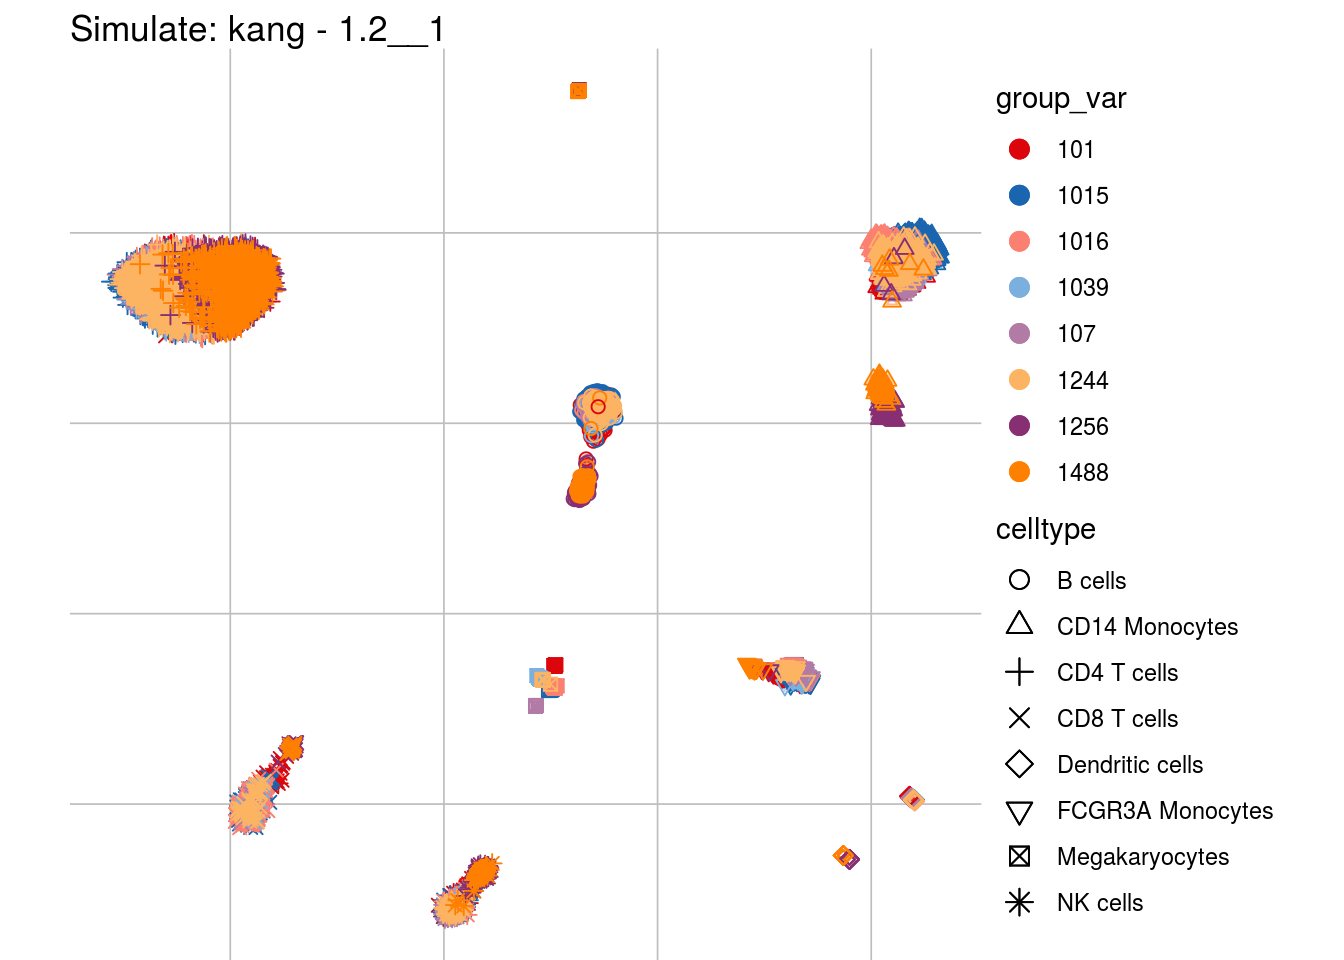 Simulate: kang - 1.2__1
group_var
101
1015
1016
1039
107
1244
1256
1488
celltype
B cells
CD14 Monocytes
CD4 T cells
CD8 T cells
Dendritic cells
FCGR3A Monocytes
Megakaryocytes
NK cells